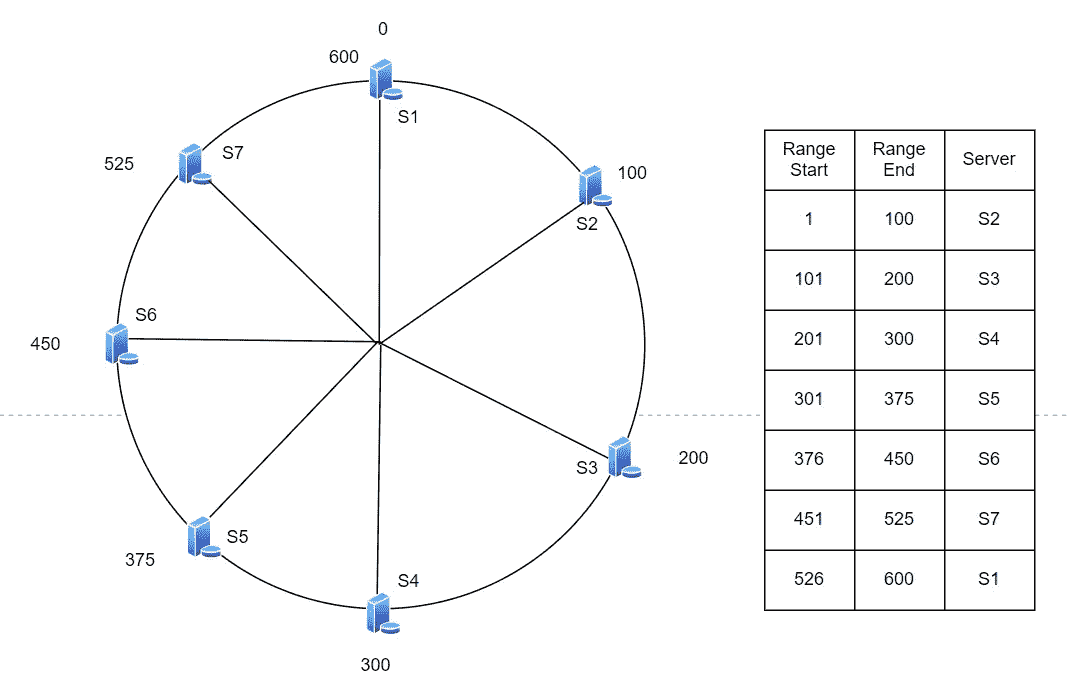 0
600
S1
S7
525
100
S2
S6
450
S3
200
S5
375
S4
300
Range Start
Range End
Server
1 100 S2
101 200 S3
201 300 S4
301 375 S5
376 450 S6
451 525 S7
526 600 S1